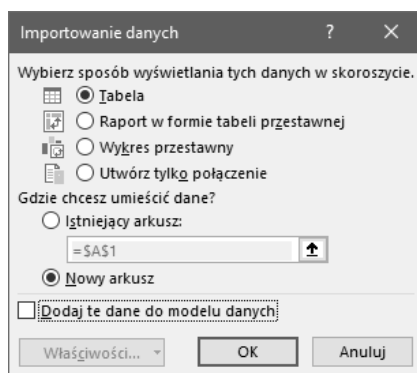 Importowanie danych ? ×
Wybierz sposób wyświetlania tych danych w skoroszycie.
Tabela
Raport w formie tabeli przestawnej
Wykres przestawny
Utwórz tylko połączenie
Gdzie chcesz umieścić dane?
Istniejący arkusz:
=$A$1
Nowy arkusz
Dodaj te dane do modelu danych
Właściwości... OK Anuluj